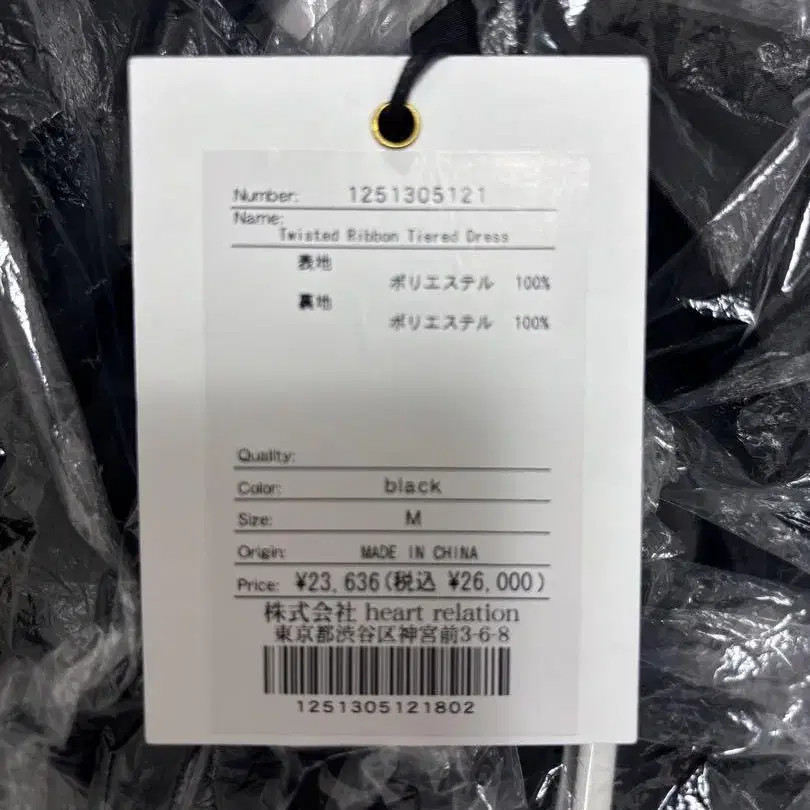 Number: 1251305121
Name:
Twisted Ribbon Tiered Dress
表地
ポリエステル 100%
裏地
ポリエステル 100%
Quality:
Color: black
Size: M
Origin: MADE IN CHINA
Price: ¥23,636(税込 ¥26,000)
株式会社 heart relation
東京都渋谷区神宮前3-6-8
1251305121802